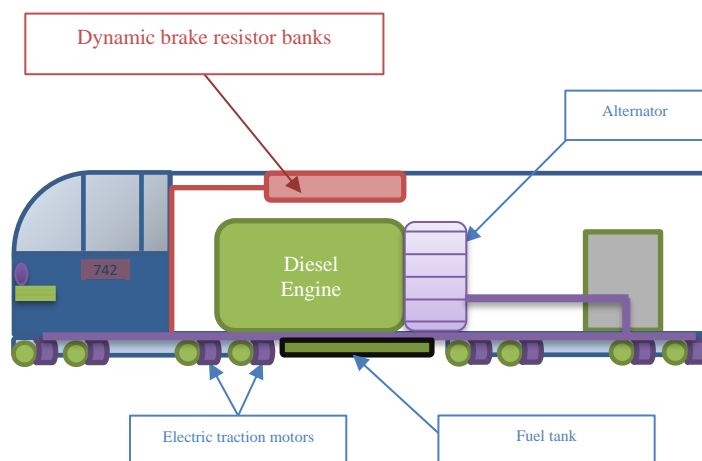 Dynamic brake resistor banks
Alternator
Diesel
Engine
742
Electric traction motors
Fuel tank